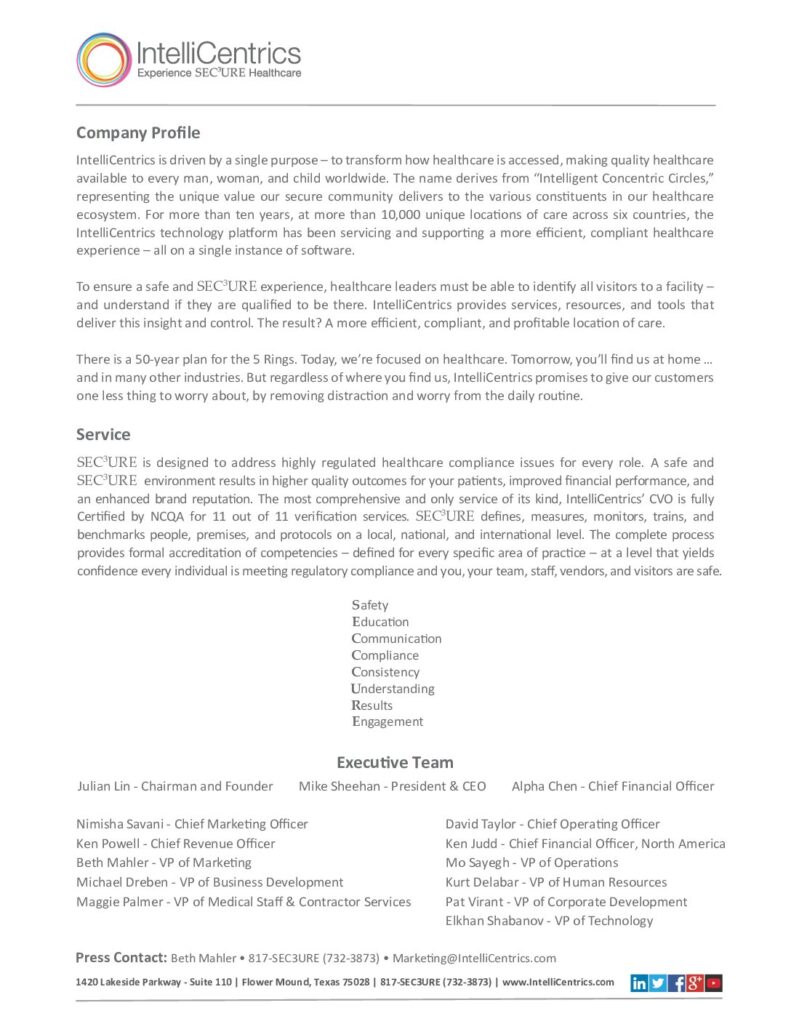 IntelliCentrics
Experience SEC³URE Healthcare
Company Profile
IntelliCentrics is driven by a single purpose – to transform how healthcare is accessed, making quality healthcare
available to every man, woman, and child worldwide. The name derives from “Intelligent Concentric Circles,”
representing the unique value our secure community delivers to the various constituents in our healthcare
ecosystem. For more than ten years, at more than 10,000 unique locations of care across six countries, the
IntelliCentrics technology platform has been servicing and supporting a more efficient, compliant healthcare
experience – all on a single instance of software.
To ensure a safe and SEC³URE experience, healthcare leaders must be able to identify all visitors to a facility –
and understand if they are qualified to be there. IntelliCentrics provides services, resources, and tools that
deliver this insight and control. The result? A more efficient, compliant, and profitable location of care.
There is a 50-year plan for the 5 Rings. Today, we’re focused on healthcare. Tomorrow, you’ll find us at home …
and in many other industries. But regardless of where you find us, IntelliCentrics promises to give our customers
one less thing to worry about, by removing distraction and worry from the daily routine.
Service
SEC³URE is designed to address highly regulated healthcare compliance issues for every role. A safe and
SEC³URE environment results in higher quality outcomes for your patients, improved financial performance, and
an enhanced brand reputation. The most comprehensive and only service of its kind, IntelliCentrics’ CVO is fully
Certified by NCQA for 11 out of 11 verification services. SEC³URE defines, measures, monitors, trains, and
benchmarks people, premises, and protocols on a local, national, and international level. The complete process
provides formal accreditation of competencies – defined for every specific area of practice – at a level that yields
confidence every individual is meeting regulatory compliance and you, your team, staff, vendors, and visitors are safe.
Safety
Education
Communication
Compliance
Consistency
Understanding
Results
Engagement
Executive Team
Julian Lin - Chairman and Founder Mike Sheehan - President & CEO Alpha Chen - Chief Financial Officer
Nimisha Savani - Chief Marketing Officer
Ken Powell - Chief Revenue Officer
Beth Mahler - VP of Marketing
Michael Dreben - VP of Business Development
Maggie Palmer - VP of Medical Staff & Contractor Services
David Taylor - Chief Operating Officer
Ken Judd - Chief Financial Officer, North America
Mo Sayegh - VP of Operations
Kurt Delabar - VP of Human Resources
Pat Virant - VP of Corporate Development
Elkhan Shabanov - VP of Technology
Press Contact: Beth Mahler • 817-SEC3URE (732-3873) • Marketing@IntelliCentrics.com
1420 Lakeside Parkway - Suite 110 | Flower Mound, Texas 75028 | 817-SEC3URE (732-3873) | www.IntelliCentrics.com